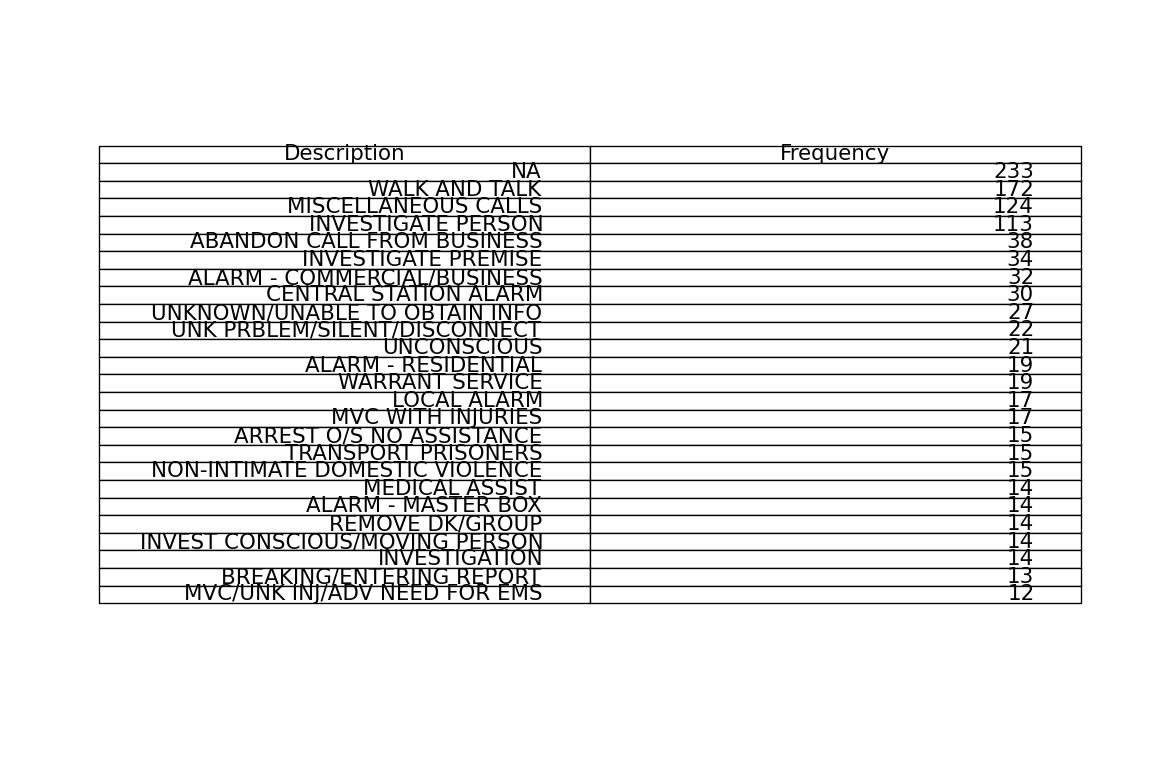 Description Frequency
NA 233
WALK AND TALK 172
MISCELLANEOUS CALLS 124
INVESTIGATE PERSON 113
ABANDON CALL FROM BUSINESS 38
INVESTIGATE PREMISE 34
ALARM - COMMERCIAL/BUSINESS 32
CENTRAL STATION ALARM 30
UNKNOWN/UNABLE TO OBTAIN INFO 27
UNK PRBLEM/SILENT/DISCONNECT 22
UNCONSCIOUS 21
ALARM - RESIDENTIAL 19
WARRANT SERVICE 19
LOCAL ALARM 17
MVC WITH INJURIES 17
ARREST O/S NO ASSISTANCE 15
TRANSPORT PRISONERS 15
NON-INTIMATE DOMESTIC VIOLENCE 15
MEDICAL ASSIST 14
ALARM - MASTER BOX 14
REMOVE DK/GROUP 14
INVEST CONSCIOUS/MOVING PERSON 14
INVESTIGATION 14
BREAKING/ENTERING REPORT 13
MVC/UNK INJ/ADV NEED FOR EMS 12